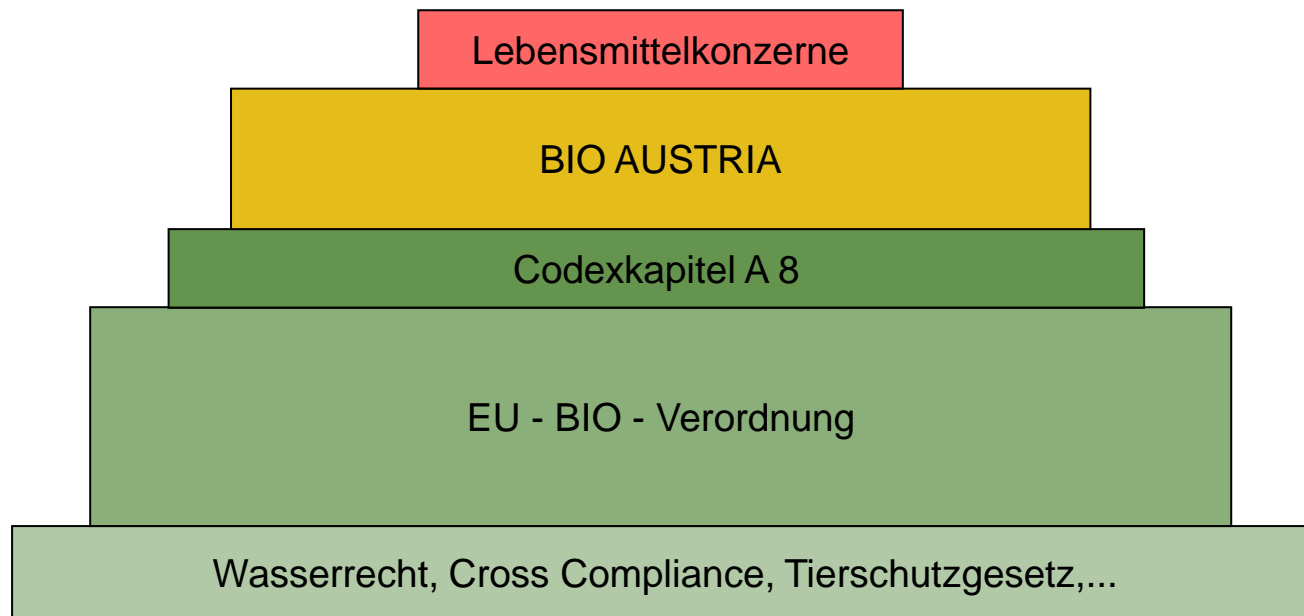 Lebensmittelkonzerne
BIO AUSTRIA
Codexkapitel A 8
EU - BIO - Verordnung
Wasserrecht, Cross Compliance, Tierschutzgesetz,...